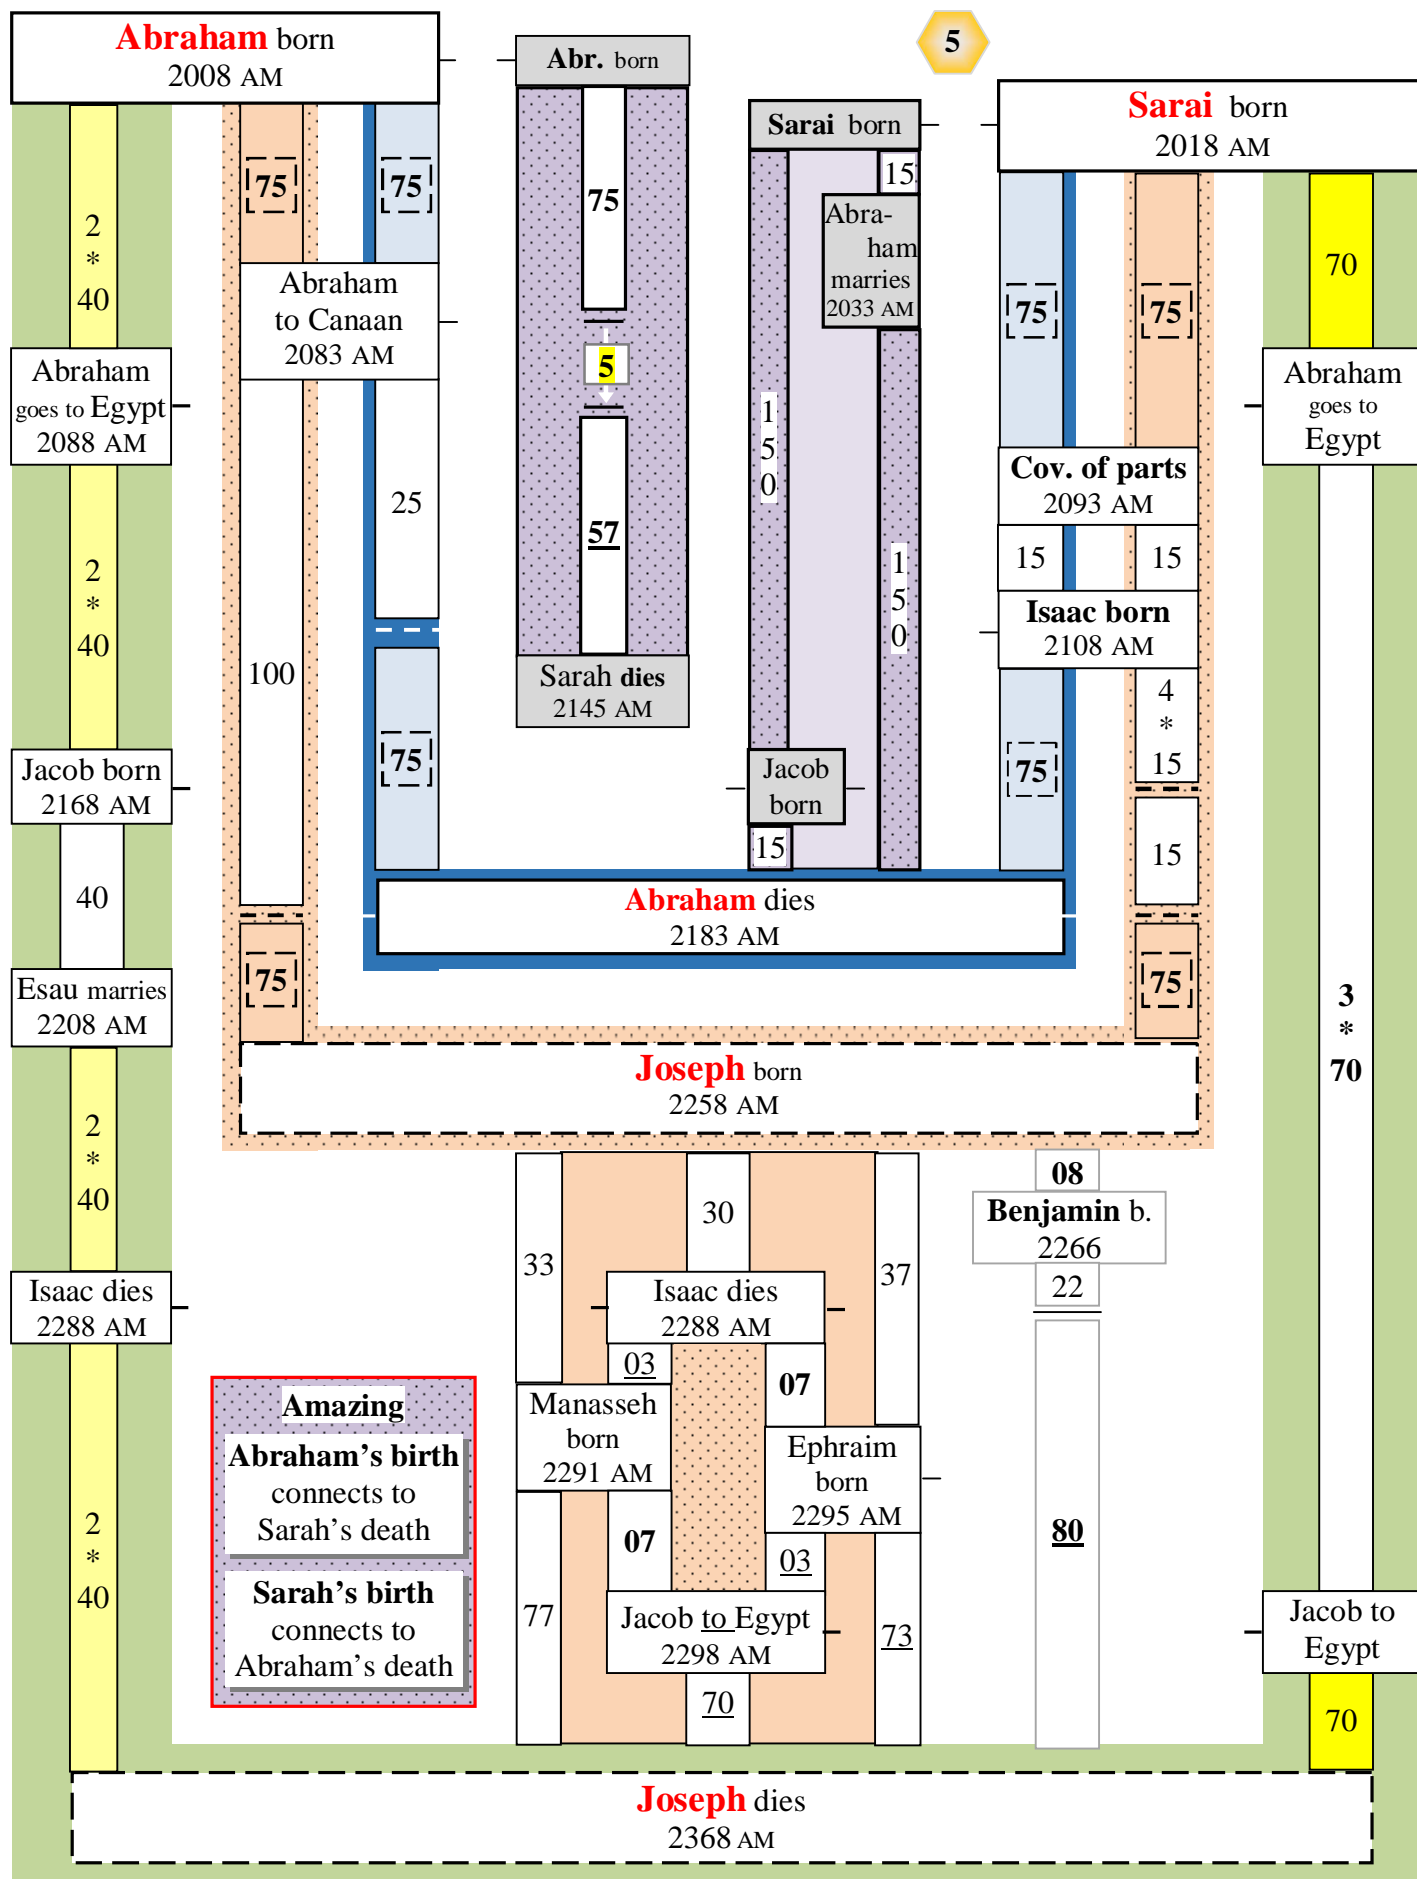 Abraham born
2008 AM
Abr. born
5
Sarai born
Sarai born
2018 AM
2
*
40
75
75
75
15
Abra-
ham
marries
2033 AM
75
75
70
Abraham
to Canaan
2083 AM
Abraham
goes to Egypt
2088 AM
5
Abraham
goes to
Egypt
1
5
0
25
57
Cov. of parts
2093 AM
15
15
2
*
40
1
5
0
Isaac born
2108 AM
100
Sarah dies
2145 AM
4
*
15
Jacob born
2168 AM
75
Jacob
born
75
15
15
40
Abraham dies
2183 AM
Esau marries
2208 AM
75
75
3
*
70
Joseph born
2258 AM
2
*
40
33
30
37
08
Benjamin b.
2266
22
Isaac dies
2288 AM
Isaac dies
2288 AM
03
07
Manasseh
born
2291 AM
Ephraim
born
2295 AM
Amazing
Abraham’s birth
connects to
Sarah’s death
Sarah’s birth
connects to
Abraham’s death
2
*
40
07
03
80
77
Jacob to Egypt
2298 AM
73
Jacob to
Egypt
70
70
Joseph dies
2368 AM